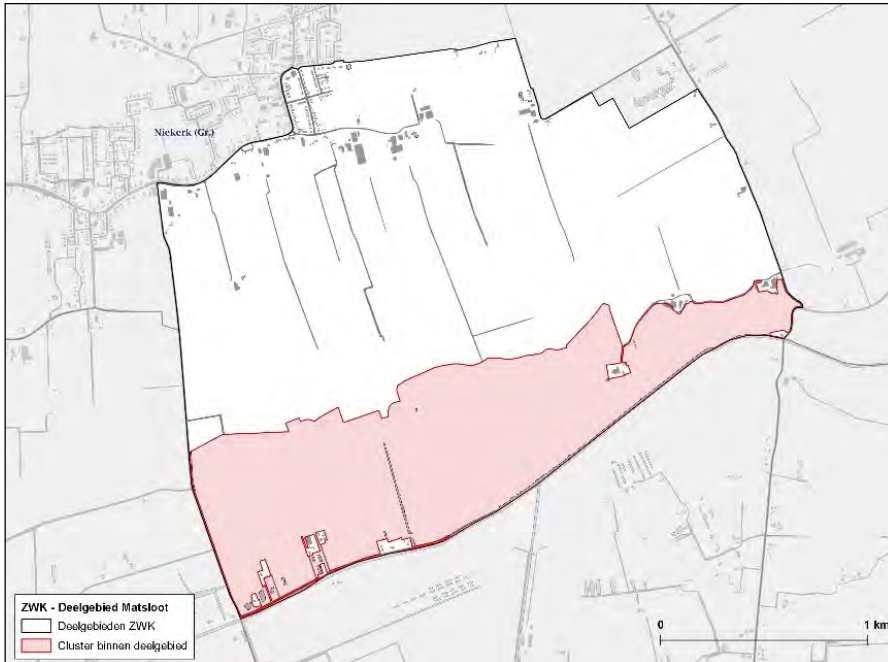 Niekerk (Gr.)
ZWK - Deelgebied Matsloot
Deelgebieden ZWK
Cluster binnen deelgebied
0 1 km